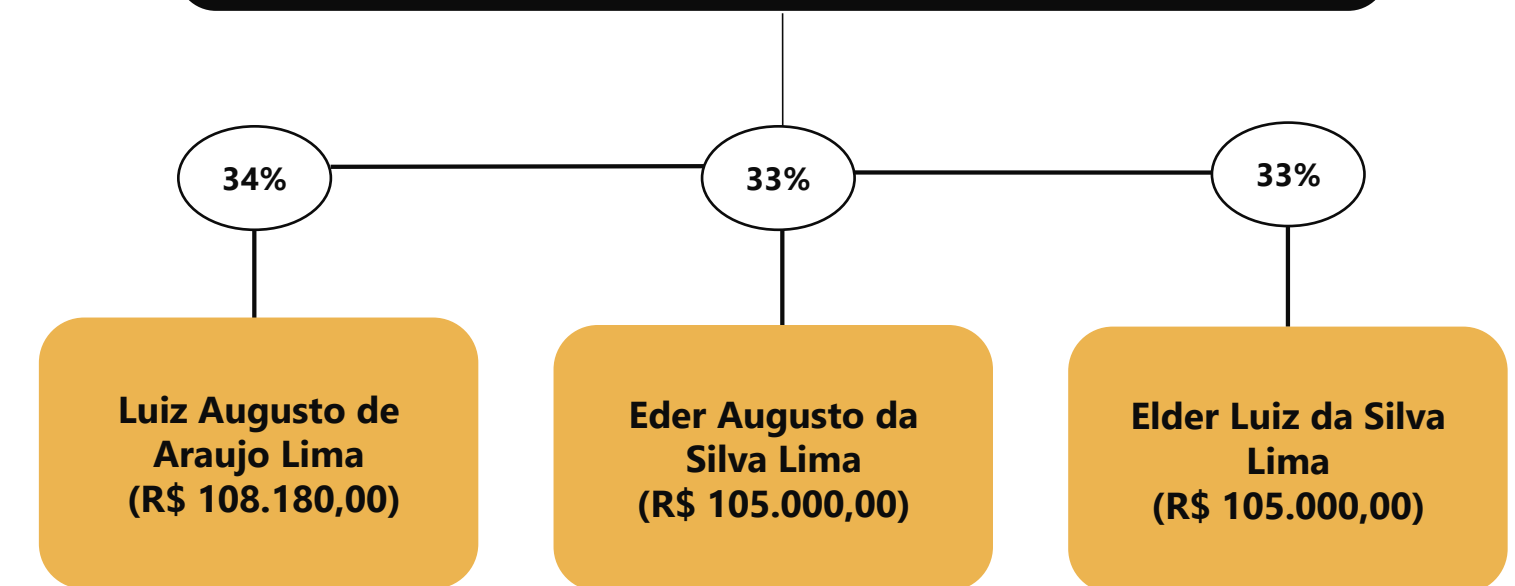 34%
33%
33%
Luiz Augusto de
Araujo Lima
(R$ 108.180,00)
Eder Augusto da
Silva Lima
(R$ 105.000,00)
Elder Luiz da Silva
Lima
(R$ 105.000,00)